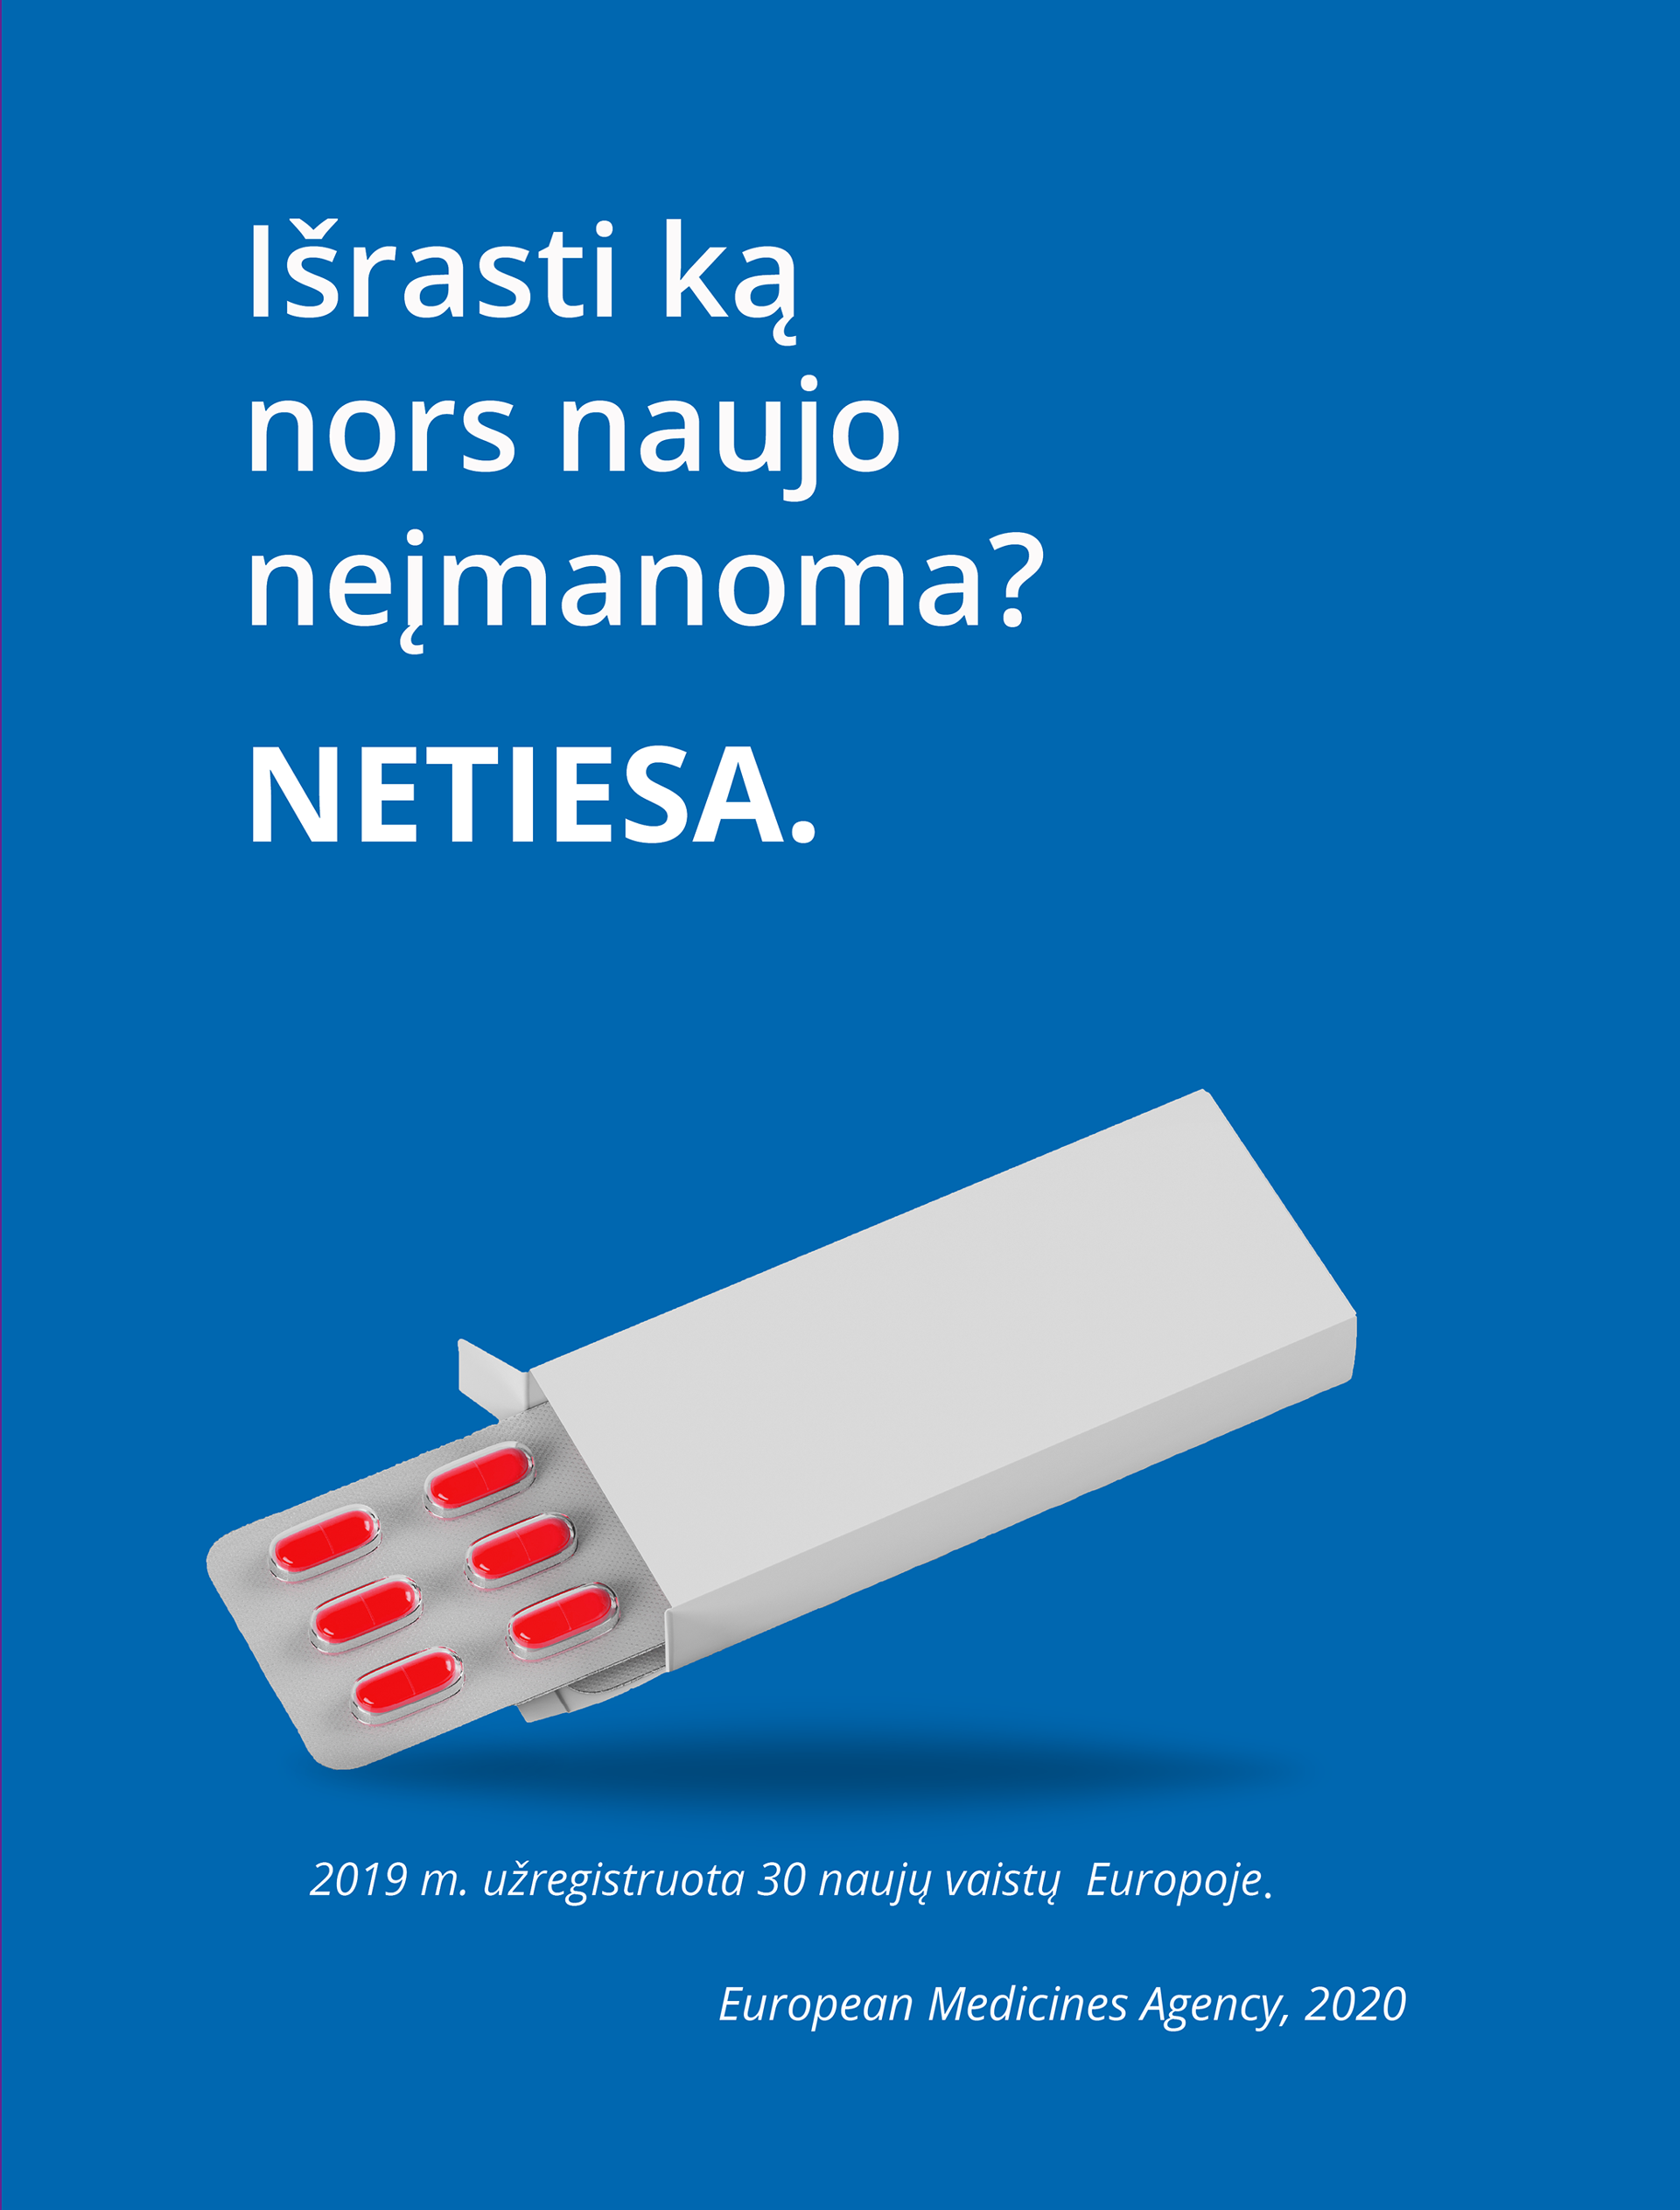 Išrasti ką
nors naujo
neįmanoma?
NETIESA.
2019 m. užregistruota 30 naujų vaistų  Europoje.
European Medicines Agency, 2020